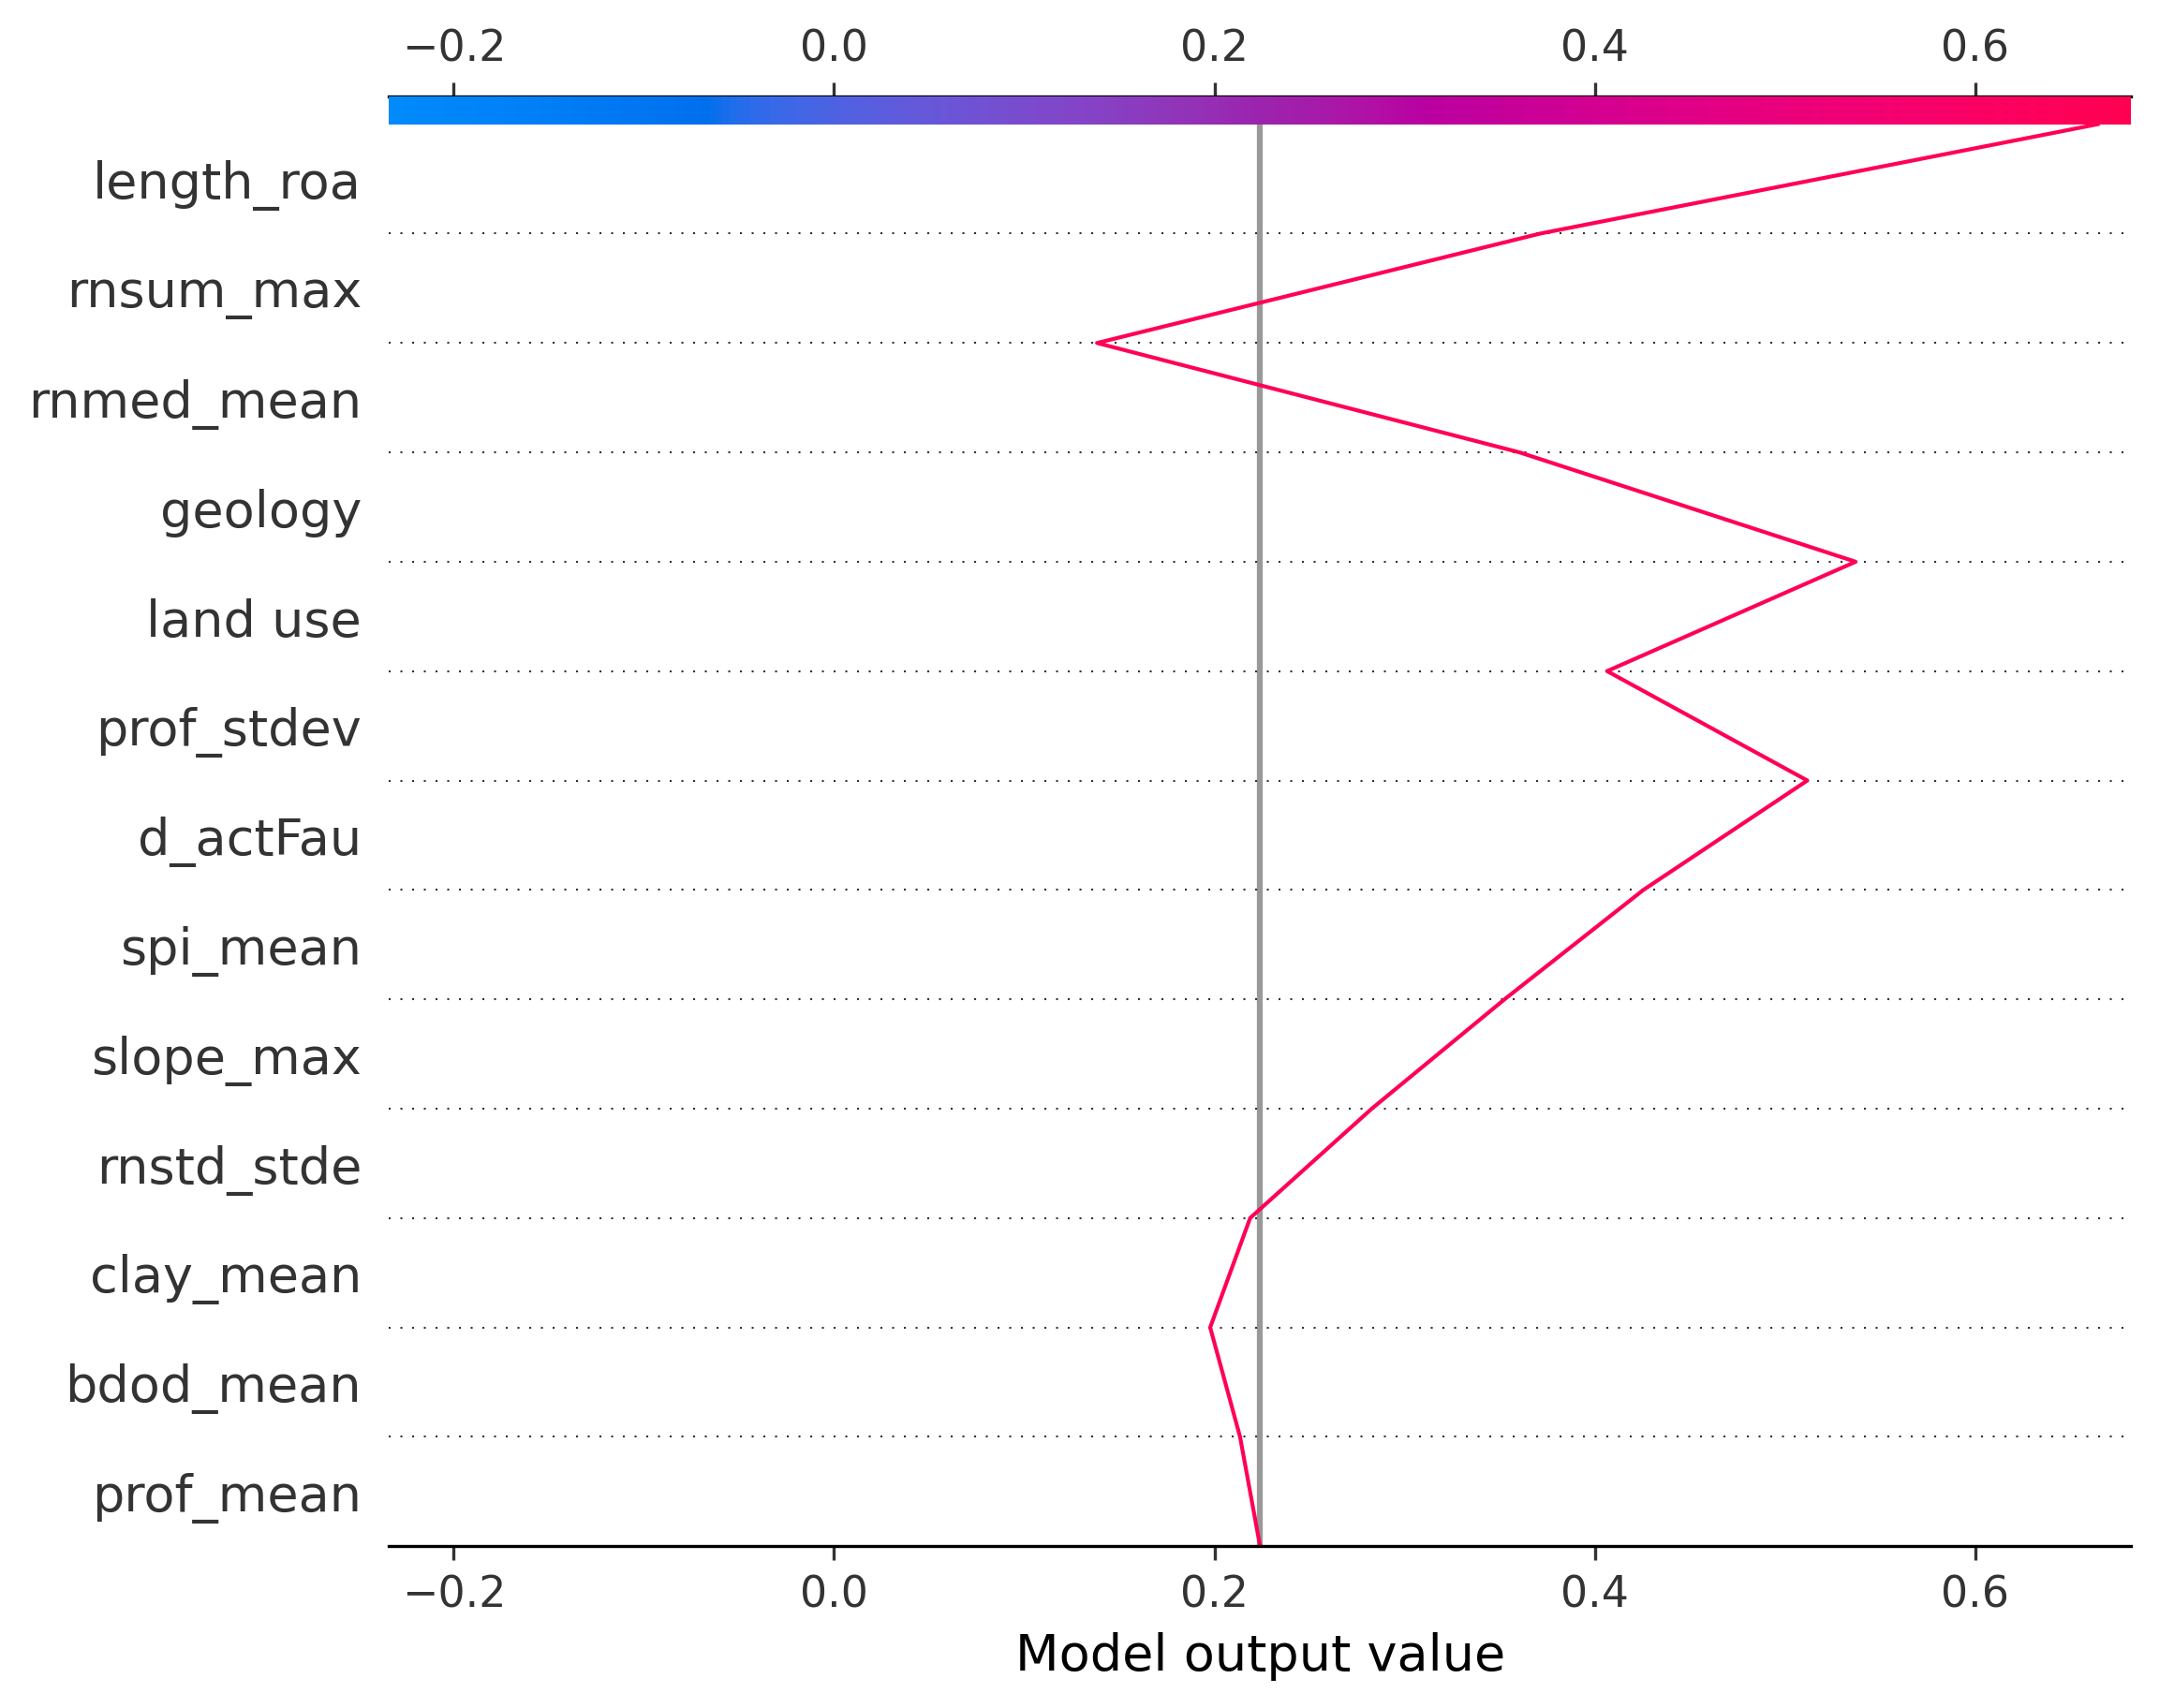 −0.2 0.0 0.2 0.4 0.6
length_roa
rnsum_max
rnmed_mean
geology
land use
prof_stdev
d_actFau
spi_mean
slope_max
rnstd_stde
clay_mean
bdod_mean
prof_mean
−0.2 0.0 0.2 0.4 0.6
Model output value